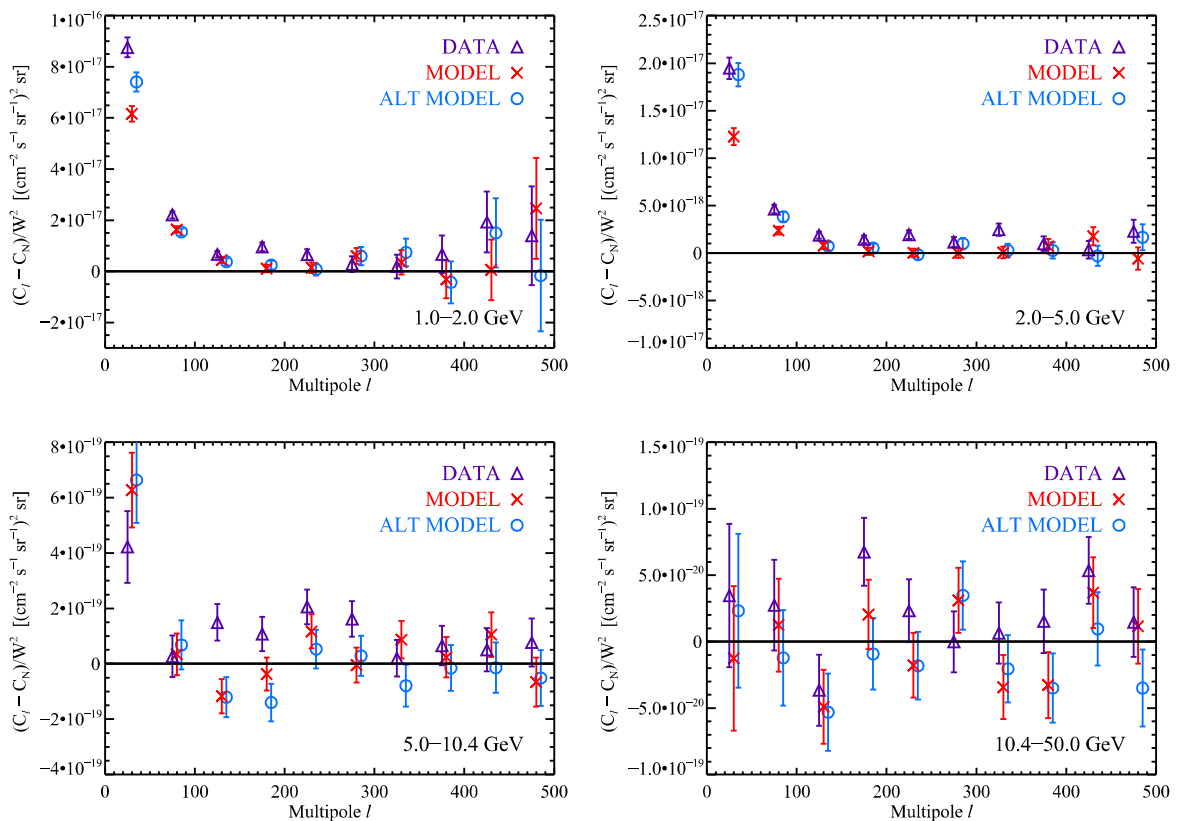 1•10⁻¹⁶
8•10⁻¹⁷
6•10⁻¹⁷
4•10⁻¹⁷
2•10⁻¹⁷
0
−2•10⁻¹⁷
(Cₗ − C_N)/W² [(cm⁻² s⁻¹ sr⁻¹)² sr]
DATA
MODEL
ALT MODEL
1.0−2.0 GeV
0 100 200 300 400 500
Multipole l
2.5•10⁻¹⁷
2.0•10⁻¹⁷
1.5•10⁻¹⁷
1.0•10⁻¹⁷
5.0•10⁻¹⁸
0
−5.0•10⁻¹⁸
−1.0•10⁻¹⁷
(Cₗ − C_N)/W² [(cm⁻² s⁻¹ sr⁻¹)² sr]
DATA
MODEL
ALT MODEL
2.0−5.0 GeV
0 100 200 300 400 500
Multipole l
8•10⁻¹⁹
6•10⁻¹⁹
4•10⁻¹⁹
2•10⁻¹⁹
0
−2•10⁻¹⁹
−4•10⁻¹⁹
(Cₗ − C_N)/W² [(cm⁻² s⁻¹ sr⁻¹)² sr]
DATA
MODEL
ALT MODEL
5.0−10.4 GeV
0 100 200 300 400 500
Multipole l
1.5•10⁻¹⁹
1.0•10⁻¹⁹
5.0•10⁻²⁰
0
−5.0•10⁻²⁰
−1.0•10⁻¹⁹
(Cₗ − C_N)/W² [(cm⁻² s⁻¹ sr⁻¹)² sr]
DATA
MODEL
ALT MODEL
10.4−50.0 GeV
0 100 200 300 400 500
Multipole l